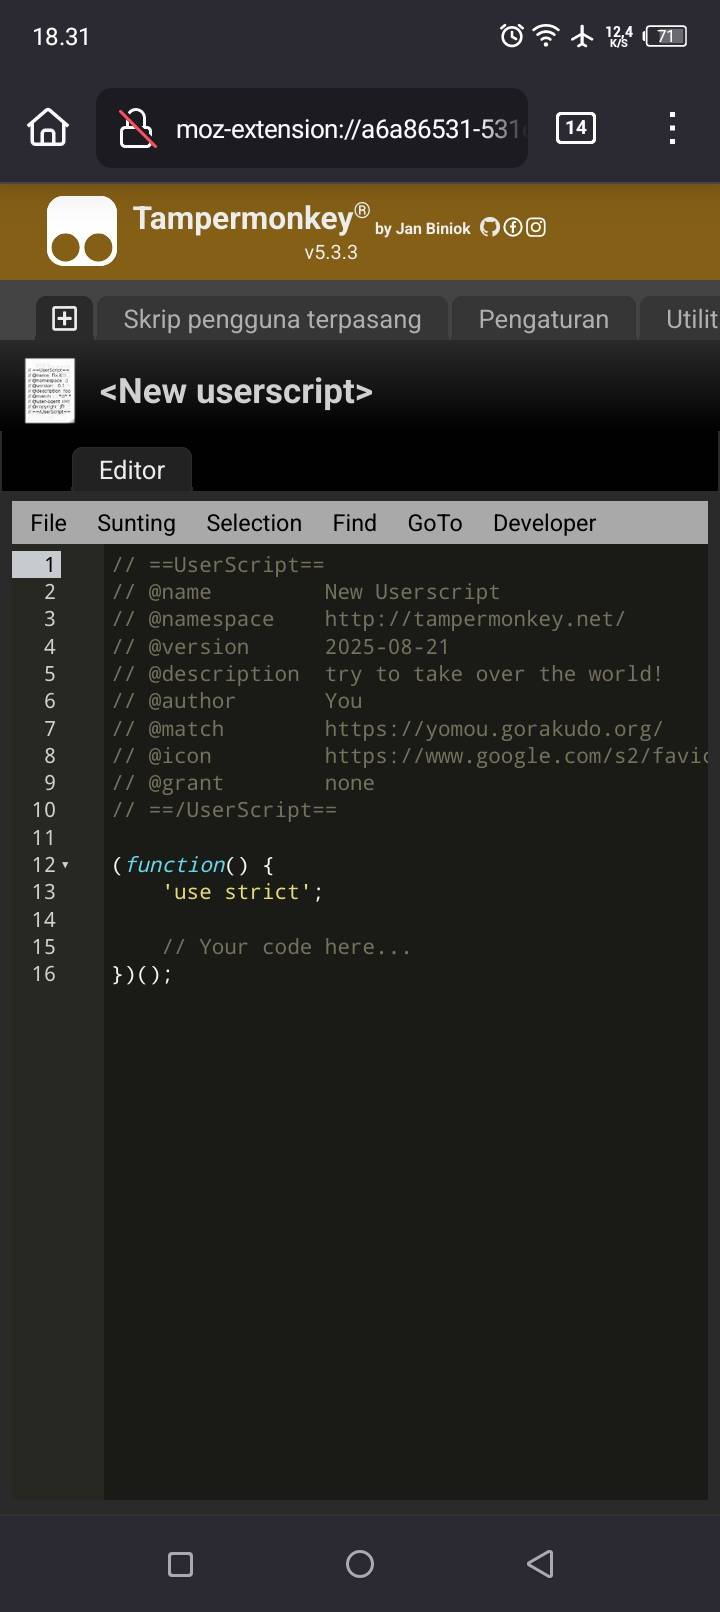 18.31
12,4
K/S
71
moz-extension://a6a86531-531
14
Tampermonkey® by Jan Biniok
v5.3.3
Skrip pengguna terpasang Pengaturan Utilit
<New userscript>
Editor
File Sunting Selection Find GoTo Developer
1 // ==UserScript==
2 // @name         New Userscript
3 // @namespace    http://tampermonkey.net/
4 // @version      2025-08-21
5 // @description  try to take over the world!
6 // @author       You
7 // @match        https://yomou.gorakudo.org/
8 // @icon         https://www.google.com/s2/favic
9 // @grant        none
10 // ==/UserScript==
11
12 (function() {
13     'use strict';
14
15     // Your code here...
16 })();